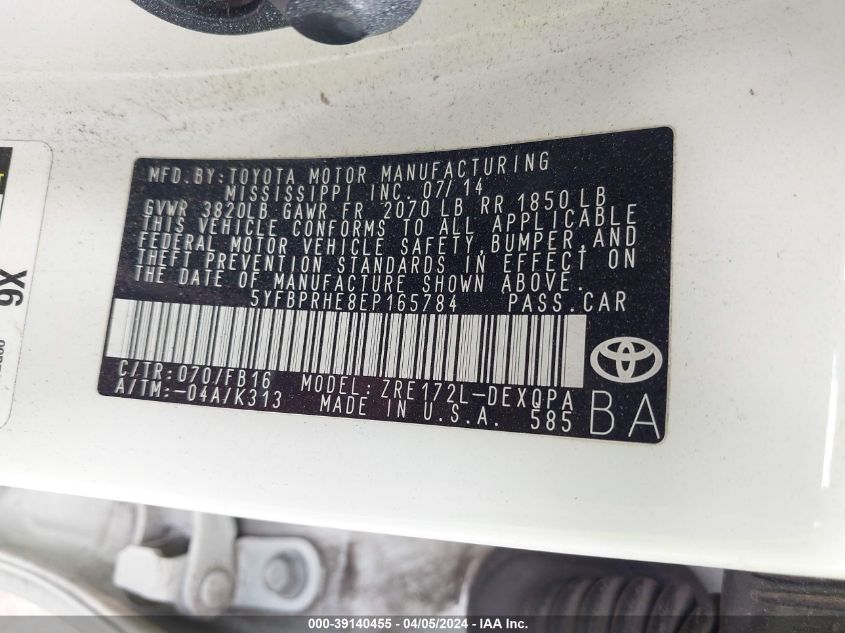 MFD. BY: TOYOTA MOTOR MANUFACTURING
MISSISSIPPI INC. 07/14
GVWR 3820LB GAWR FR 2070 LB RR 1850 LB
THIS VEHICLE CONFORMS TO ALL APPLICABLE
FEDERAL MOTOR VEHICLE SAFETY, BUMPER, AND
THEFT PREVENTION STANDARDS IN EFFECT ON
THE DATE OF MANUFACTURE SHOWN ABOVE.
5YFBPRHE8EP165784 PASS. CAR
C/TR: 070/FB16 MODEL: ZRE172L-DEXQPA
A/TM: -04A/K313 MADE IN U.S.A. 585
BA
X6
000-39140455 - 04/05/2024 - IAA Inc.